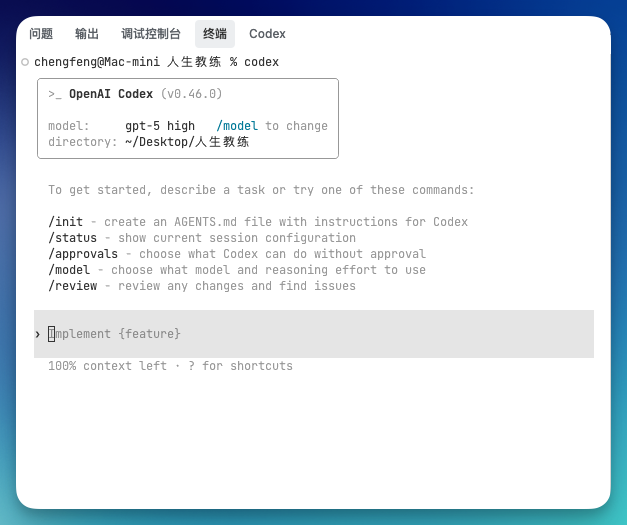 问题 输出 调试控制台 终端 Codex
chengfeng@Mac-mini 人生教练 % codex
>_ OpenAI Codex (v0.46.0)
model: gpt-5 high /model to change
directory: ~/Desktop/人生教练
To get started, describe a task or try one of these commands:
/init - create an AGENTS.md file with instructions for Codex
/status - show current session configuration
/approvals - choose what Codex can do without approval
/model - choose what model and reasoning effort to use
/review - review any changes and find issues
› Implement {feature}
100% context left · ? for shortcuts